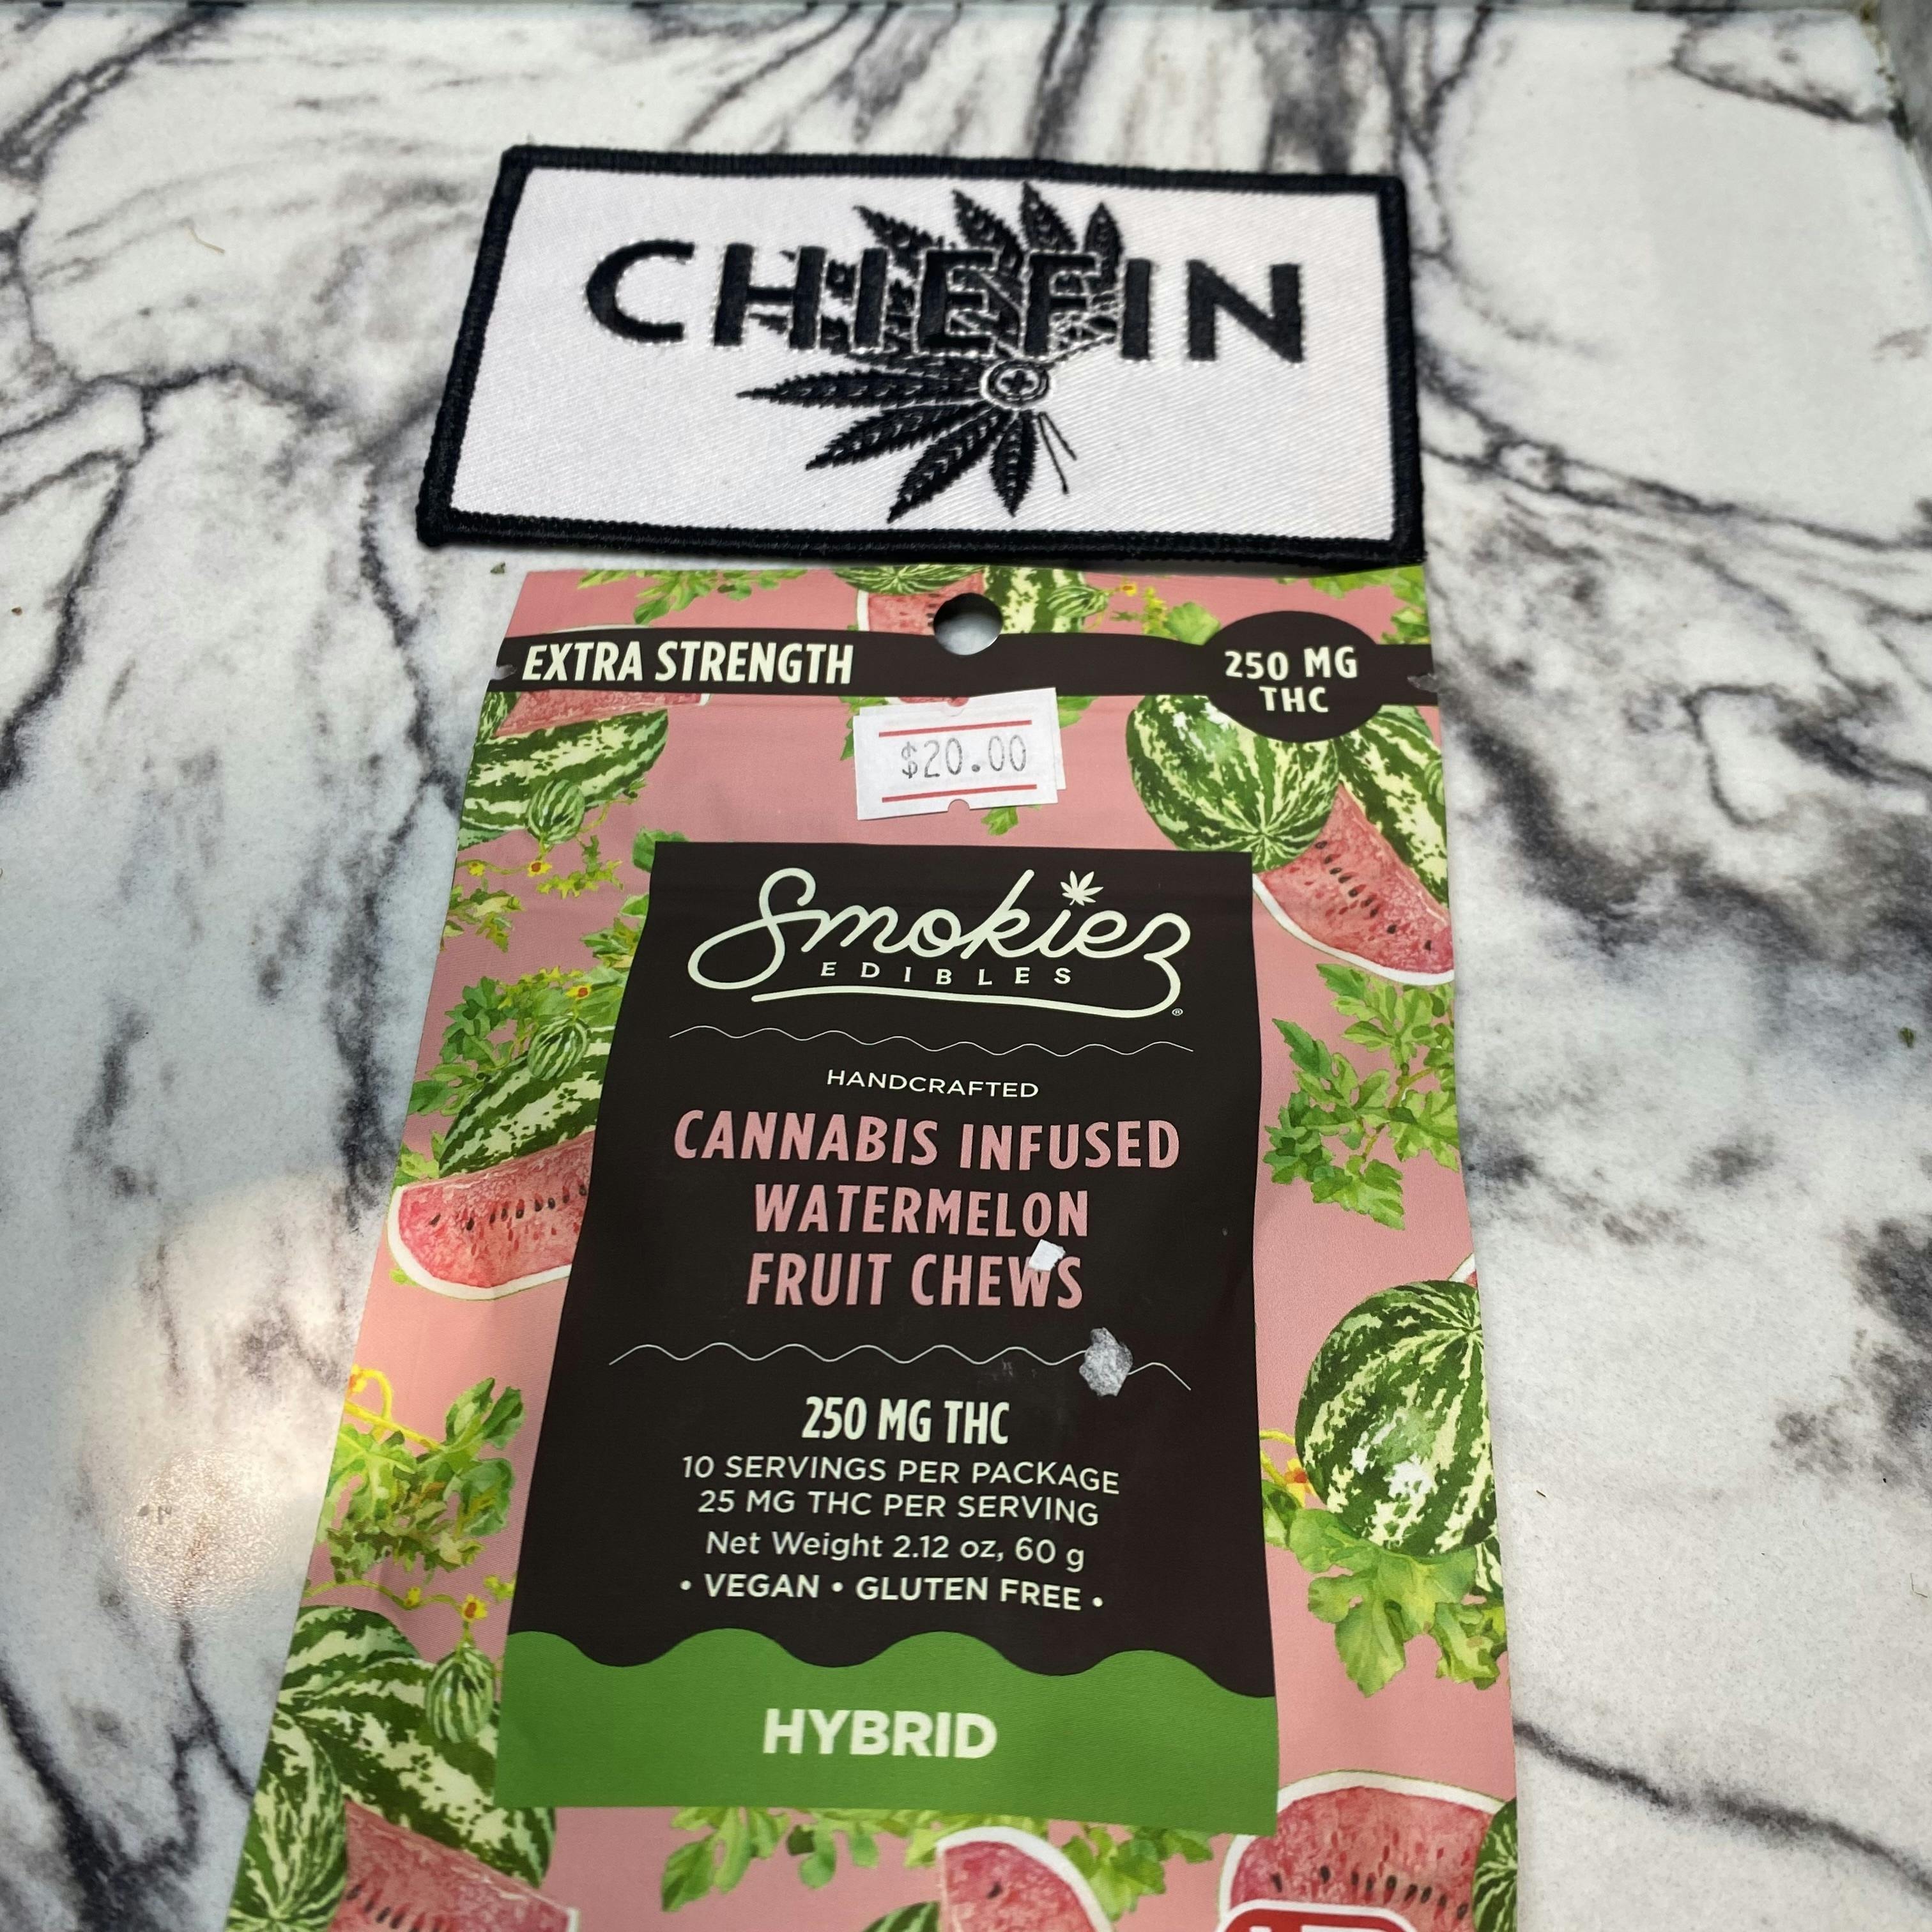 CHIEFIN
EXTRA STRENGTH
250 MG
THC
$20.00
Smokiez
EDIBLES
®
HANDCRAFTED
CANNABIS INFUSED
WATERMELON
FRUIT CHEWS
250 MG THC
10 SERVINGS PER PACKAGE
25 MG THC PER SERVING
Net Weight 2.12 oz, 60 g
• VEGAN • GLUTEN FREE •
HYBRID